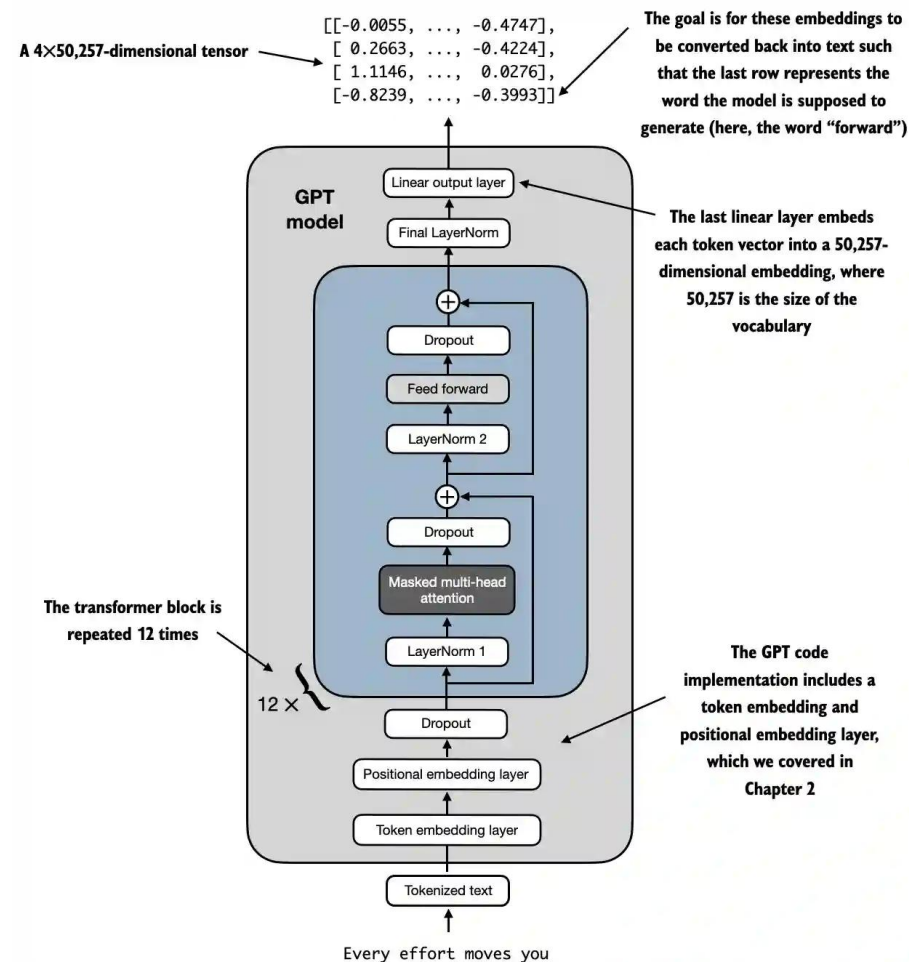 [[-0.0055, ..., -0.4747],
[ 0.2663, ..., -0.4224],
[ 1.1146, ..., 0.0276],
[-0.8239, ..., -0.3993]]
A 4×50,257-dimensional tensor
The goal is for these embeddings to
be converted back into text such
that the last row represents the
word the model is supposed to
generate (here, the word “forward”)
GPT
model
Linear output layer
Final LayerNorm
The last linear layer embeds
each token vector into a 50,257-
dimensional embedding, where
50,257 is the size of the
vocabulary
+
Dropout
Feed forward
LayerNorm 2
+
Dropout
Masked multi-head
attention
LayerNorm 1
The transformer block is
repeated 12 times
12 ×
Dropout
Positional embedding layer
Token embedding layer
The GPT code
implementation includes a
token embedding and
positional embedding layer,
which we covered in
Chapter 2
Tokenized text
Every effort moves you